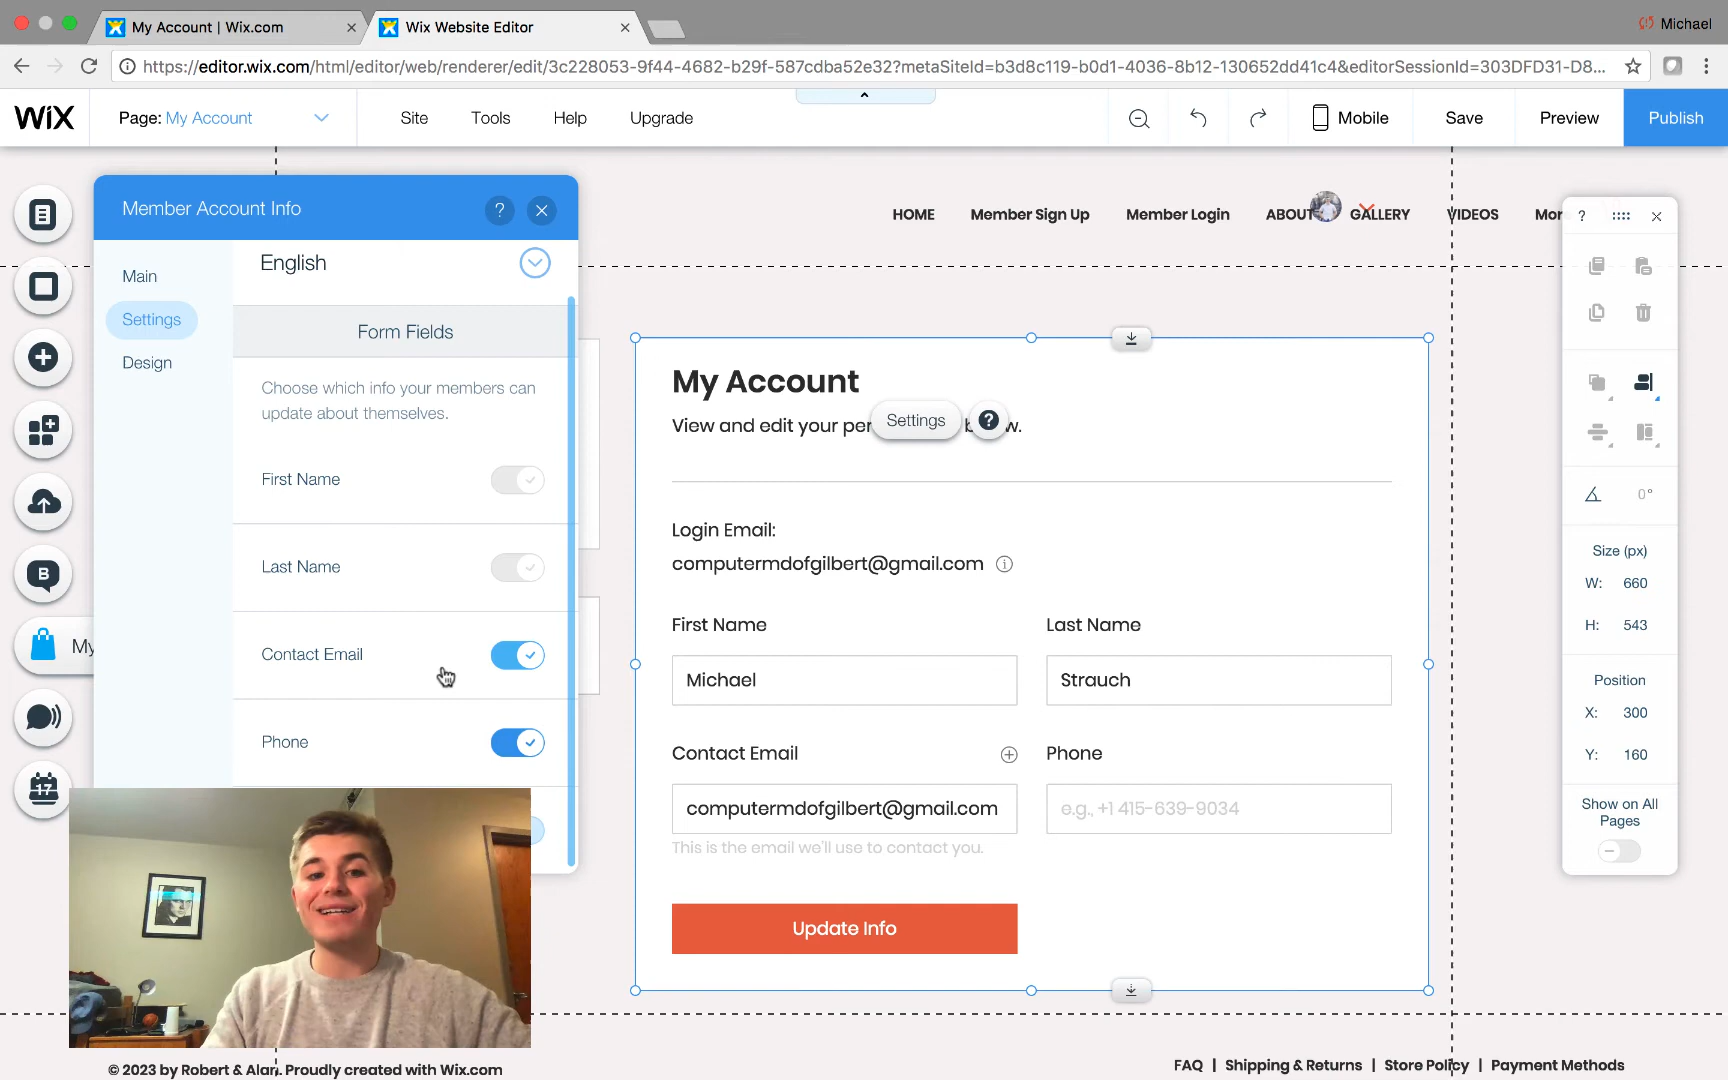 My Account | Wix.com
Wix Website Editor
Michael
https://editor.wix.com/html/editor/web/renderer/edit/3c228053-9f44-4682-b29f-587cdba52e32?metaSiteId=b3d8c119-b0d1-4036-8b12-130652dd41c4&editorSessionId=303DFD31-D8...
WiX
Page: My Account
Site
Tools
Help
Upgrade
Mobile
Save
Preview
Publish
Member Account Info
?
Main
Settings
Design
English
Form Fields
Choose which info your members can
update about themselves.
First Name
Last Name
Contact Email
Phone
B
My
17
HOME
Member Sign Up
Member Login
ABOUT
GALLERY
VIDEOS
Mor
My Account
View and edit your per
w.
Settings
?
Login Email:
computermdofgilbert@gmail.com
First Name
Last Name
Michael
Strauch
Contact Email
Phone
computermdofgilbert@gmail.com
e.g., +1 415-639-9034
This is the email we'll use to contact you.
Update Info
?
0°
Size (px)
W: 660
H: 543
Position
X: 300
Y: 160
Show on All
Pages
© 2023 by Robert & Alan. Proudly created with Wix.com
FAQ | Shipping & Returns | Store Policy | Payment Methods